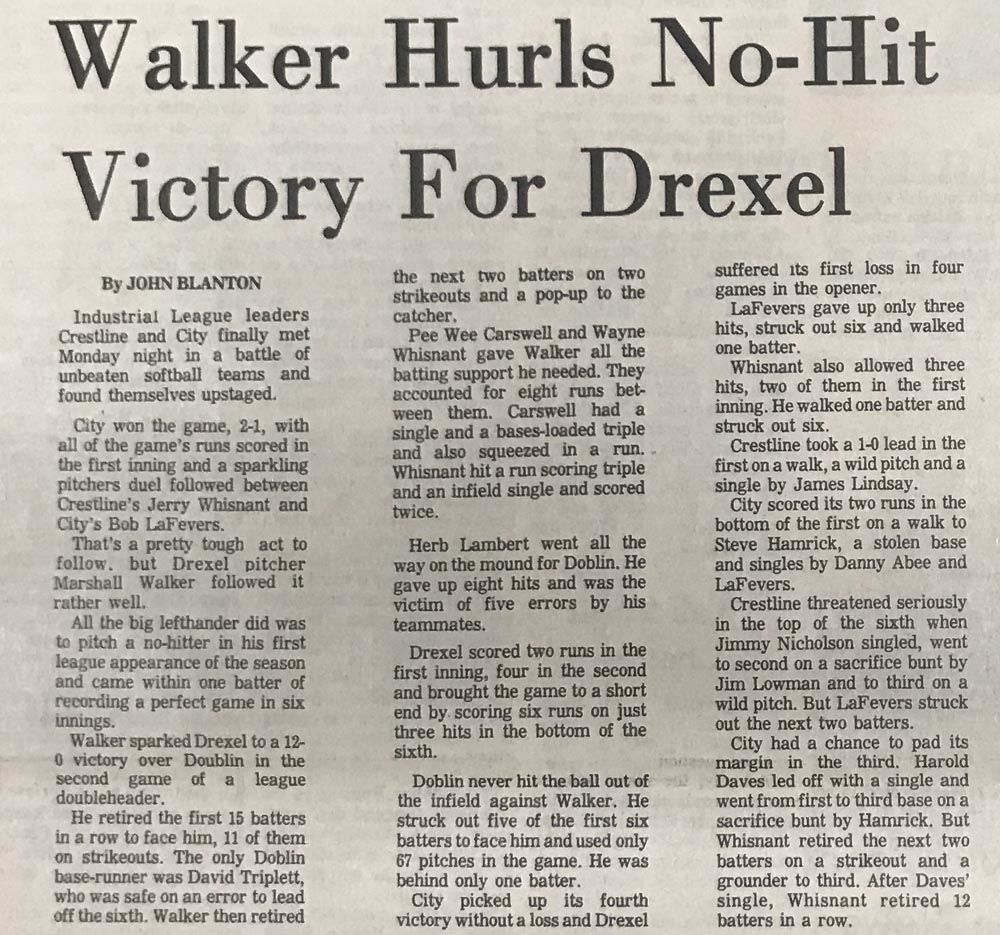 Walker Hurls No-Hit
Victory For Drexel
By JOHN BLANTON
Industrial League leaders
Crestline and City finally met
Monday night in a battle of
unbeaten softball teams and
found themselves upstaged.
City won the game, 2-1, with
all of the game's runs scored in
the first inning and a sparkling
pitchers duel followed between
Crestline's Jerry Whisnant and
City's Bob LaFevers.
That's a pretty tough act to
follow. but Drexel pitcher
Marshall Walker followed it
rather well.
All the big lefthander did was
to pitch a no-hitter in his first
league appearance of the season
and came within one batter of
recording a perfect game in six
innings.
Walker sparked Drexel to a 12-
0 victory over Doublin in the
second game of a league
doubleheader.
He retired the first 15 batters
in a row to face him, 11 of them
on strikeouts. The only Doblin
base-runner was David Triplett,
who was safe on an error to lead
off the sixth. Walker then retired
the next two batters on two
strikeouts and a pop-up to the
catcher.
Pee Wee Carswell and Wayne
Whisnant gave Walker all the
batting support he needed. They
accounted for eight runs bet-
ween them. Carswell had a
single and a bases-loaded triple
and also squeezed in a run.
Whisnant hit a run scoring triple
and an infield single and scored
twice.
Herb Lambert went all the
way on the mound for Doblin. He
gave up eight hits and was the
victim of five errors by his
teammates.
Drexel scored two runs in the
first inning, four in the second
and brought the game to a short
end by scoring six runs on just
three hits in the bottom of the
sixth.
Doblin never hit the ball out of
the infield against Walker. He
struck out five of the first six
batters to face him and used only
67 pitches in the game. He was
behind only one batter.
City picked up its fourth
victory without a loss and Drexel
suffered its first loss in four
games in the opener.
LaFevers gave up only three
hits, struck out six and walked
one batter.
Whisnant also allowed three
hits, two of them in the first
inning. He walked one batter and
struck out six.
Crestline took a 1-0 lead in the
first on a walk, a wild pitch and a
single by James Lindsay.
City scored its two runs in the
bottom of the first on a walk to
Steve Hamrick, a stolen base
and singles by Danny Abee and
LaFevers.
Crestline threatened seriously
in the top of the sixth when
Jimmy Nicholson singled, went
to second on a sacrifice bunt by
Jim Lowman and to third on a
wild pitch. But LaFevers struck
out the next two batters.
City had a chance to pad its
margin in the third. Harold
Daves led off with a single and
went from first to third base on a
sacrifice bunt by Hamrick. But
Whisnant retired the next two
batters on a strikeout and a
grounder to third. After Daves'
single, Whisnant retired 12
batters in a row.